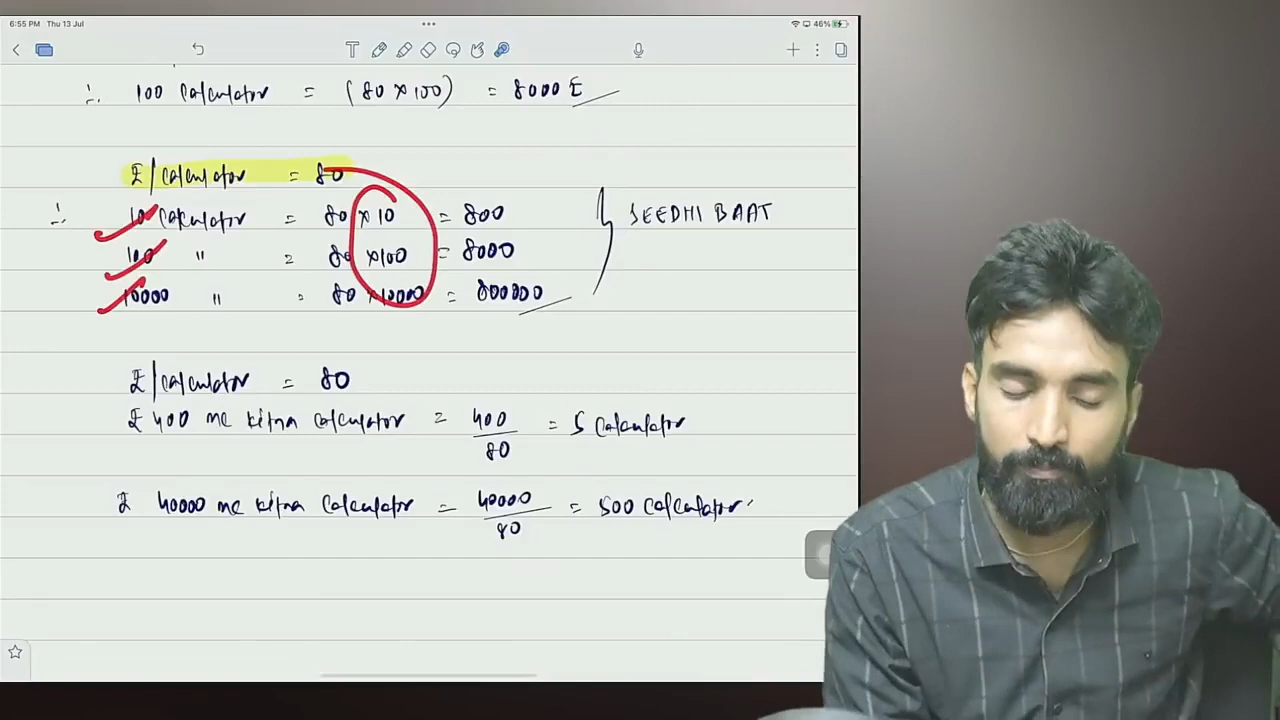 6:55 PM Thu 13 Jul
46%
∴ 100 Calculator = (80 × 100) = 8000 ₹
₹/calculator = 80
∴ 10 Calculator = 80 × 10 = 800
100 " = 80 × 100 = 8000
10000 " = 80 × 10000 = 800000
SEEDHI BAAT
₹/calculator = 80
₹ 400 me kitna calculator = 400/80 = 5 Calculator
₹ 40000 me kitna Calculator = 40000/80 = 500 Calculator